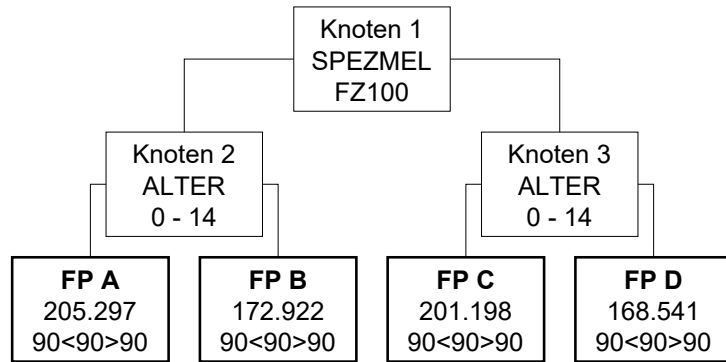 Knoten 1
SPEZMEL
FZ100
Knoten 2
ALTER
0 - 14
Knoten 3
ALTER
0 - 14
FP A
205.297
90<90>90
FP B
172.922
90<90>90
FP C
201.198
90<90>90
FP D
168.541
90<90>90